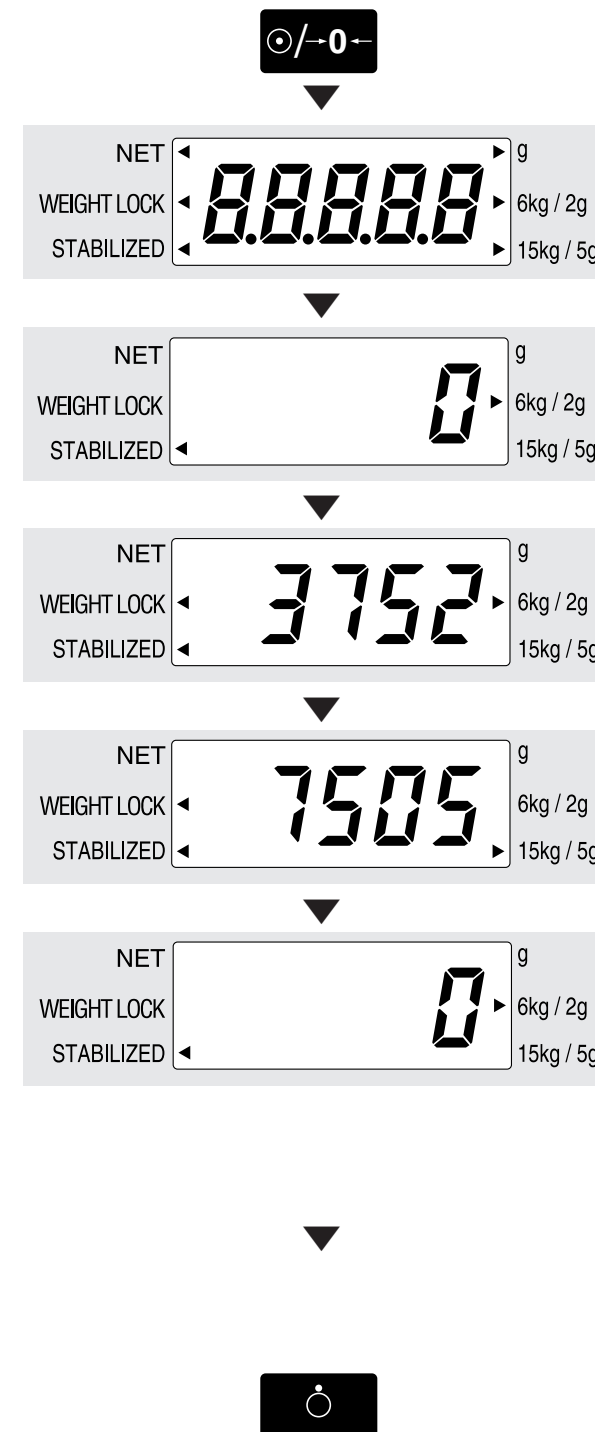 ⊙/→0←
NET 8.8.8.8.8 g
WEIGHT LOCK 6kg / 2g
STABILIZED 15kg / 5g
NET g
WEIGHT LOCK 0 6kg / 2g
STABILIZED 15kg / 5g
NET g
WEIGHT LOCK 3752 6kg / 2g
STABILIZED 15kg / 5g
NET g
WEIGHT LOCK 7505 6kg / 2g
STABILIZED 15kg / 5g
NET g
WEIGHT LOCK 0 6kg / 2g
STABILIZED 15kg / 5g